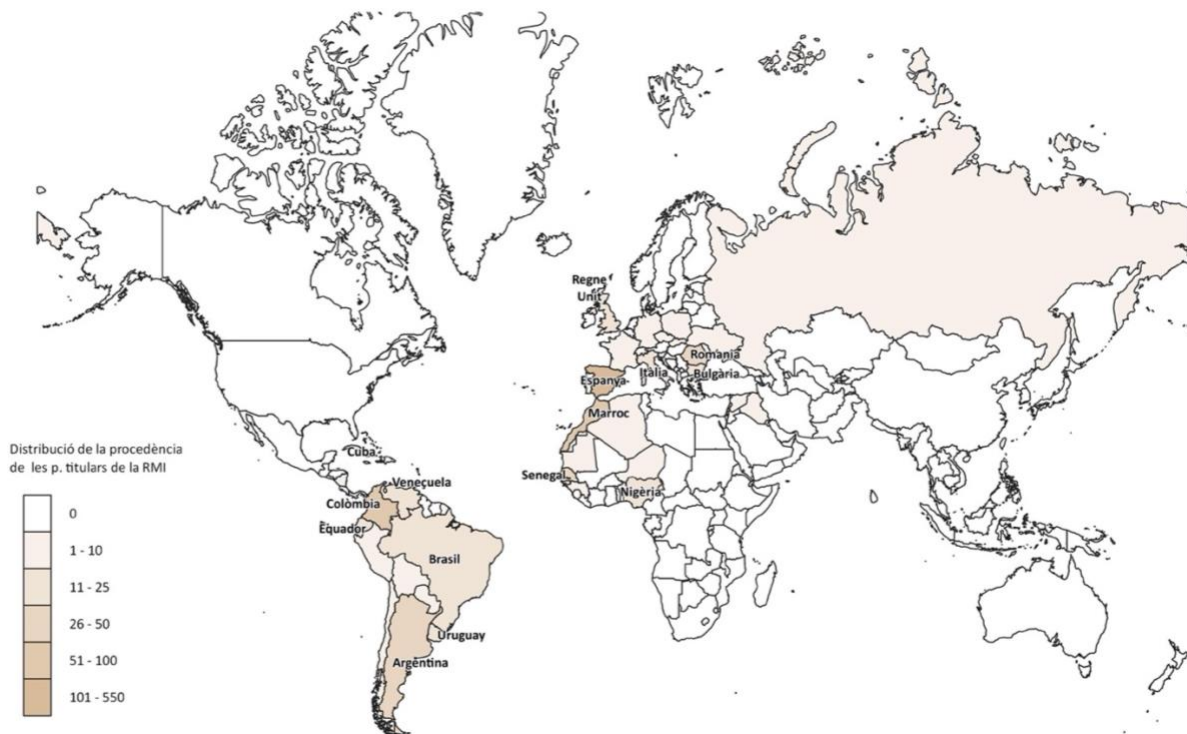 Regne
Unit
Romania
Itàlia
Bulgària
Espanya
Marroc
Distribució de la procedència
de les p. titulars de la RMI
Cuba
Veneçuela
Senegal
Nigèria
Colòmbia
Equador
0
1 - 10
Brasil
11 - 25
26 - 50
Uruguay
51 - 100
Argentina
101 - 550